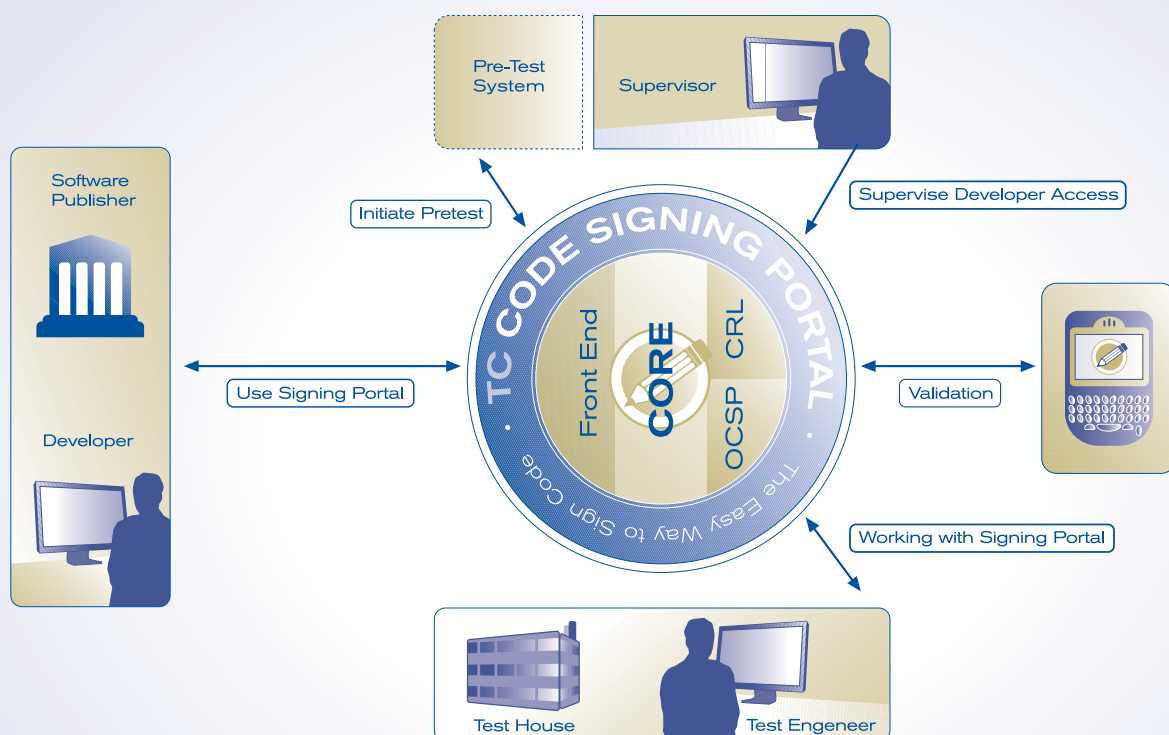 Pre-Test
System
Supervisor
Software
Publisher
Initiate Pretest
Supervise Developer Access
TC CODE SIGNING PORTAL
Front End
CORE
OCSP
CRL
· The Easy Way to Sign Code ·
Use Signing Portal
Validation
Developer
Working with Signing Portal
Test House
Test Engeneer